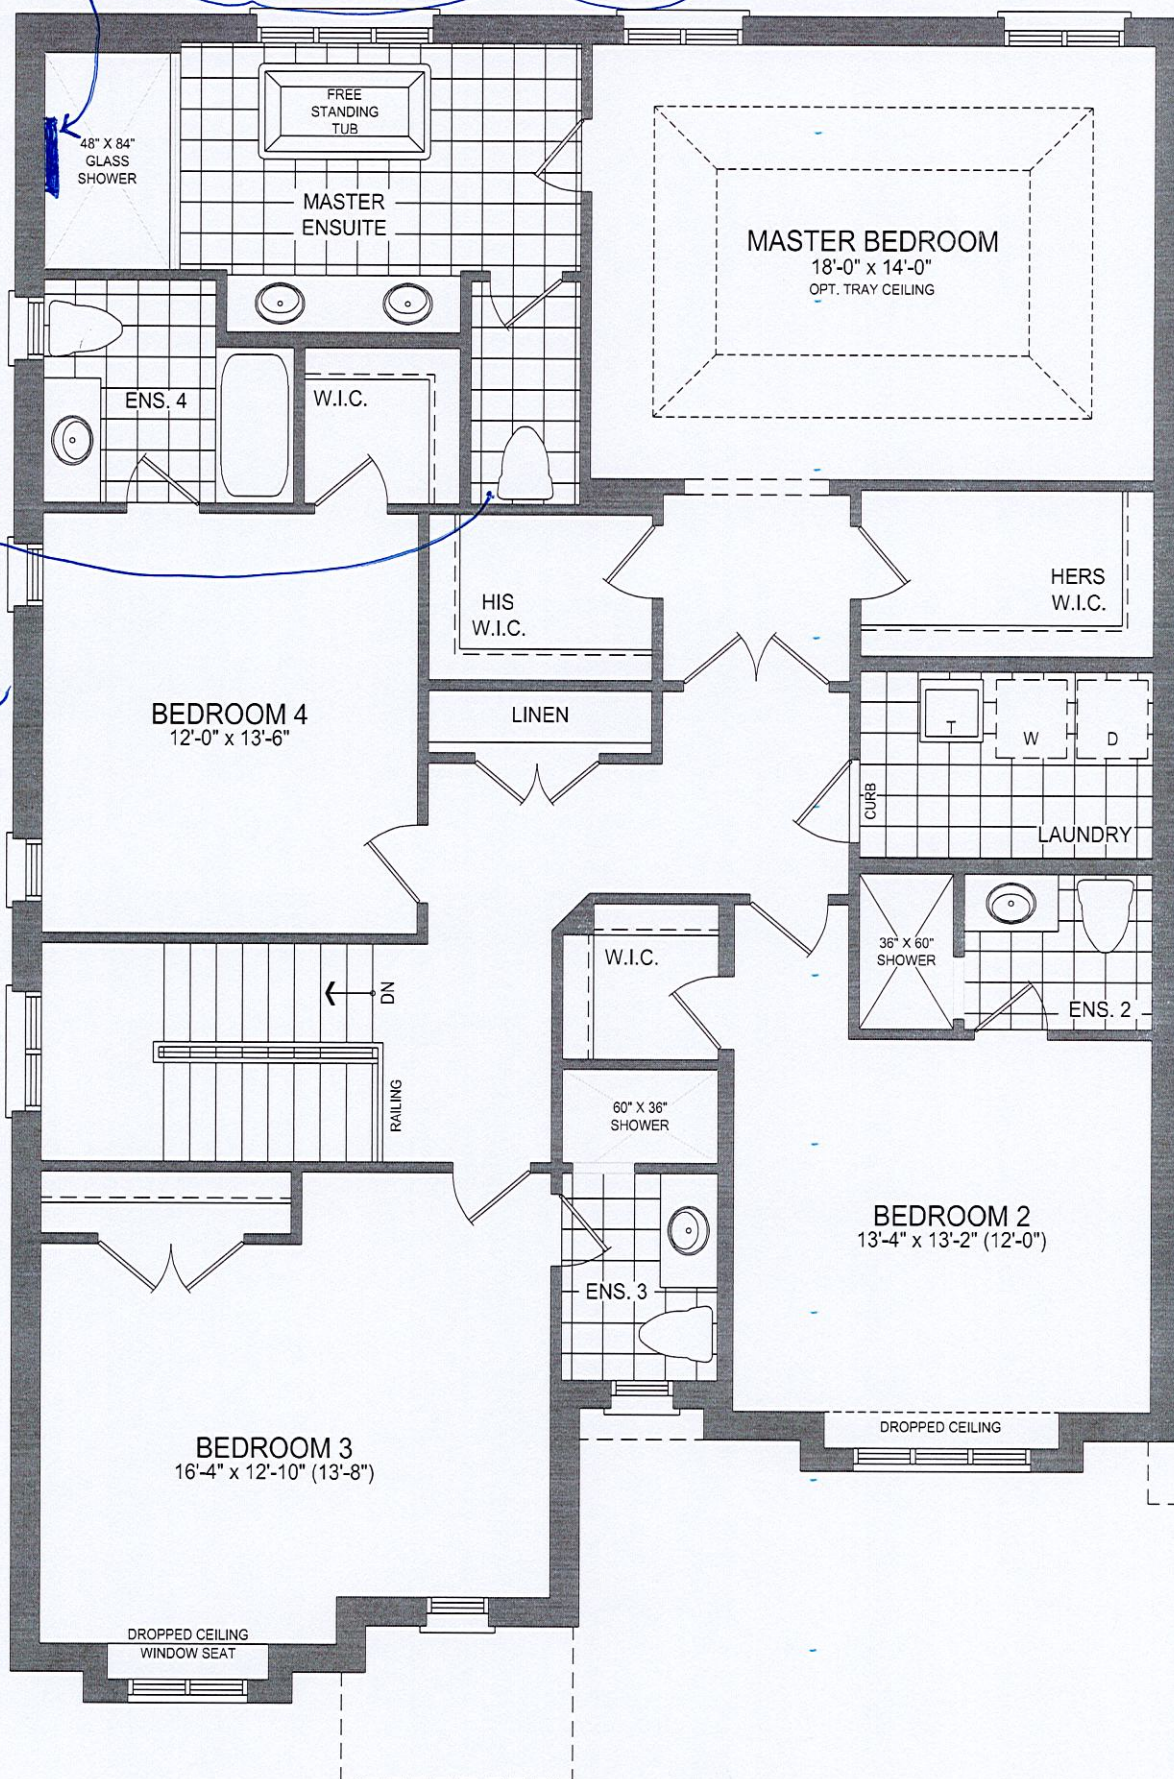 FREE
STANDING
TUB
48" X 84"
GLASS
SHOWER
MASTER
ENSUITE
MASTER BEDROOM
18'-0" x 14'-0"
OPT. TRAY CEILING
ENS. 4
W.I.C.
HIS
W.I.C.
HERS
W.I.C.
BEDROOM 4
12'-0" x 13'-6"
LINEN
T
W
D
CURB
LAUNDRY
W.I.C.
36" X 60"
SHOWER
ENS. 2
DN
RAILING
60" X 36"
SHOWER
BEDROOM 2
13'-4" x 13'-2" (12'-0")
ENS. 3
DROPPED CEILING
BEDROOM 3
16'-4" x 12'-10" (13'-8")
DROPPED CEILING
WINDOW SEAT